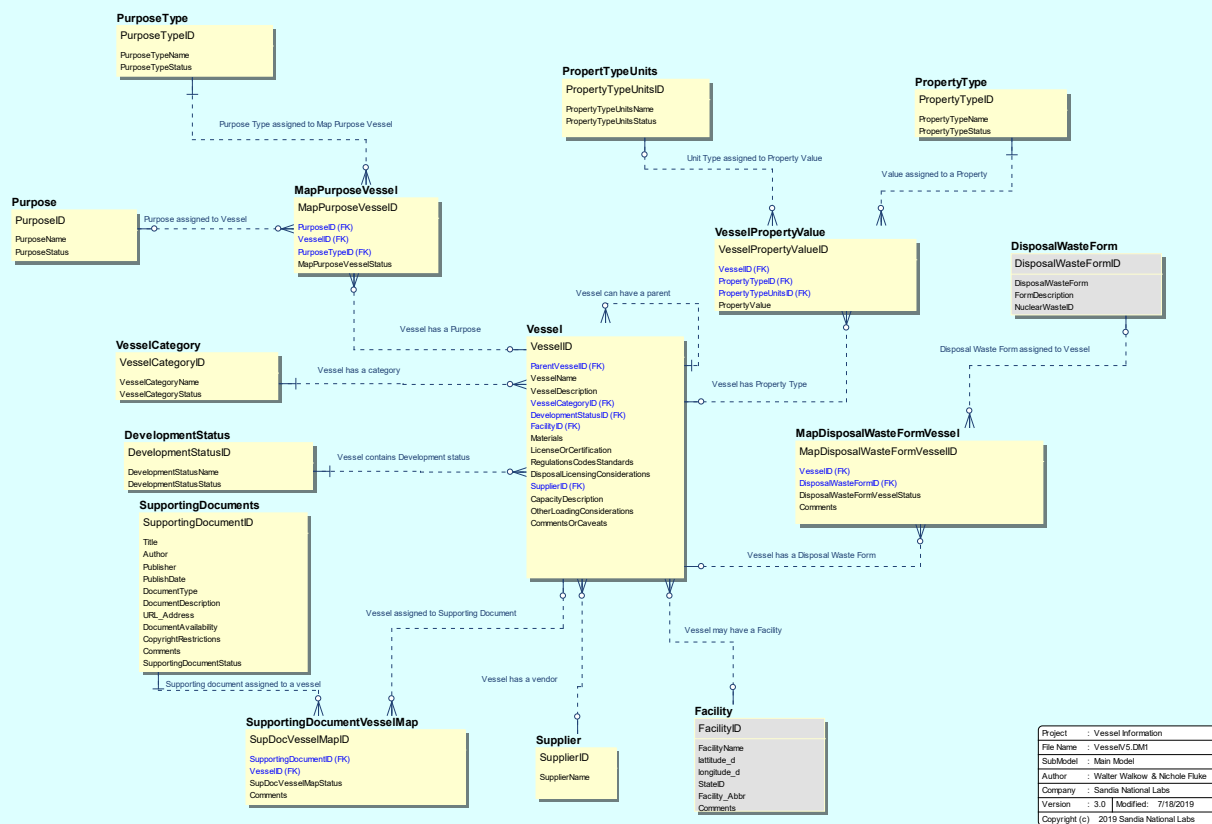 PurposeType
PurposeTypeID
PurposeTypeName
PurposeTypeStatus
PropertTypeUnits
PropertyTypeUnitsID
PropertyTypeUnitsName
PropertyTypeUnitsStatus
PropertyType
PropertyTypeID
PropertyTypeName
PropertyTypeStatus
Purpose Type assigned to Map Purpose Vessel
Unit Type assigned to Property Value
Value assigned to a Property
Purpose
PurposeID
PurposeName
PurposeStatus
Purpose assigned to Vessel
MapPurposeVessel
MapPurposeVesselID
PurposeID (FK)
VesselID (FK)
PurposeTypeID (FK)
MapPurposeVesselStatus
VesselPropertyValue
VesselPropertyValueID
VesselID (FK)
PropertyTypeID (FK)
PropertyTypeUnitsID (FK)
PropertyValue
DisposalWasteForm
DisposalWasteFormID
DisposalWasteForm
FormDescription
NuclearWasteID
Vessel can have a parent
Vessel has a Purpose
Disposal Waste Form assigned to Vessel
VesselCategory
VesselCategoryID
VesselCategoryName
VesselCategoryStatus
Vessel has a category
Vessel
VesselID
ParentVesselID (FK)
VesselName
VesselDescription
VesselCategoryID (FK)
DevelopmentStatusID (FK)
FacilityID (FK)
Materials
LicenseOrCertification
RegulationsCodesStandards
DisposalLicensingConsiderations
SupplierID (FK)
CapacityDescription
OtherLoadingConsiderations
CommentsOrCaveats
Vessel has Property Type
DevelopmentStatus
DevelopmentStatusID
DevelopmentStatusName
DevelopmentStatusStatus
Vessel contains Development status
MapDisposalWasteFormVessel
MapDisposalWasteFormVesselID
VesselID (FK)
DisposalWasteFormID (FK)
DisposalWasteFormVesselStatus
Comments
Vessel has a Disposal Waste Form
SupportingDocuments
SupportingDocumentID
Title
Author
Publisher
PublishDate
DocumentType
DocumentDescription
URL_Address
DocumentAvailability
CopyrightRestrictions
Comments
SupportingDocumentStatus
Vessel assigned to Supporting Document
Vessel may have a Facility
Supporting document assigned to a vessel
Vessel has a vendor
SupportingDocumentVesselMap
SupDocVesselMapID
SupportingDocumentID (FK)
VesselID (FK)
SupDocVesselMapStatus
Comments
Supplier
SupplierID
SupplierName
Facility
FacilityID
FacilityName
lattitude_d
longitude_d
StateID
Facility_Abbr
Comments
Project : Vessel Information
File Name : VesselV5.DM1
SubModel : Main Model
Author : Walter Walkow & Nichole Fluke
Company : Sandia National Labs
Version : 3.0 Modified: 7/18/2019
Copyright (c) 2019 Sandia National Labs